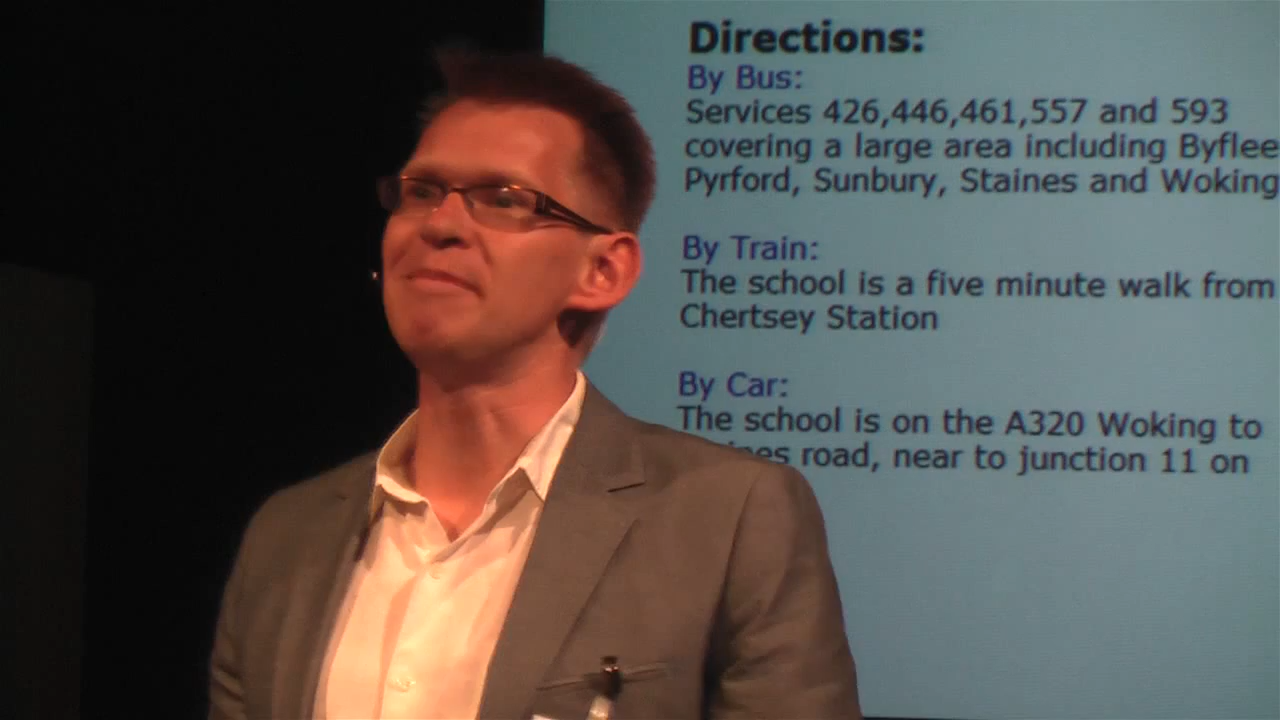 Directions:
By Bus:
Services 426,446,461,557 and 593
covering a large area including Byflee
Pyrford, Sunbury, Staines and Woking
By Train:
The school is a five minute walk from
Chertsey Station
By Car:
The school is on the A320 Woking to
road, near to junction 11 on